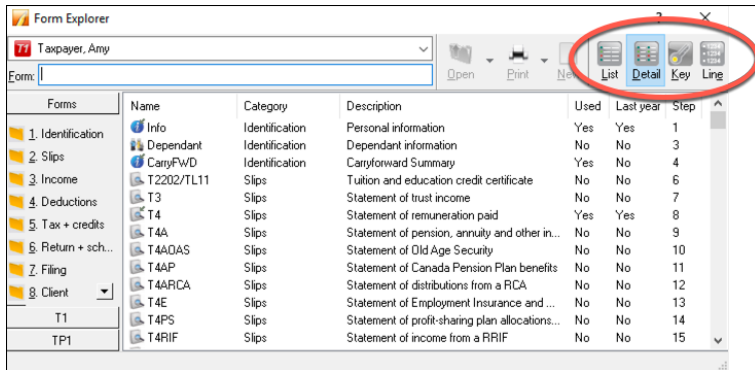 Form Explorer ? X
T1 Taxpayer, Amy
Form:
Open Print New List Detail Key Line
Forms
1. Identification
2. Slips
3. Income
4. Deductions
5. Tax + credits
6. Return + sch...
7. Filing
8. Client
T1
TP1
Name Category Description Used Last year Step
Info Identification Personal information Yes Yes 1
Dependant Identification Dependant information No No 3
CarryFWD Identification Carryforward Summary Yes No 4
T2202/TL11 Slips Tuition and education credit certificate No No 6
T3 Slips Statement of trust income No No 7
T4 Slips Statement of remuneration paid Yes Yes 8
T4A Slips Statement of pension, annuity and other in... No No 9
T4AOAS Slips Statement of Old Age Security No No 10
T4AP Slips Statement of Canada Pension Plan benefits No No 11
T4ARCA Slips Statement of distributions from a RCA No No 12
T4E Slips Statement of Employment Insurance and ... No No 13
T4PS Slips Statement of profit-sharing plan allocations... No No 14
T4RIF Slips Statement of income from a RRIF No No 15